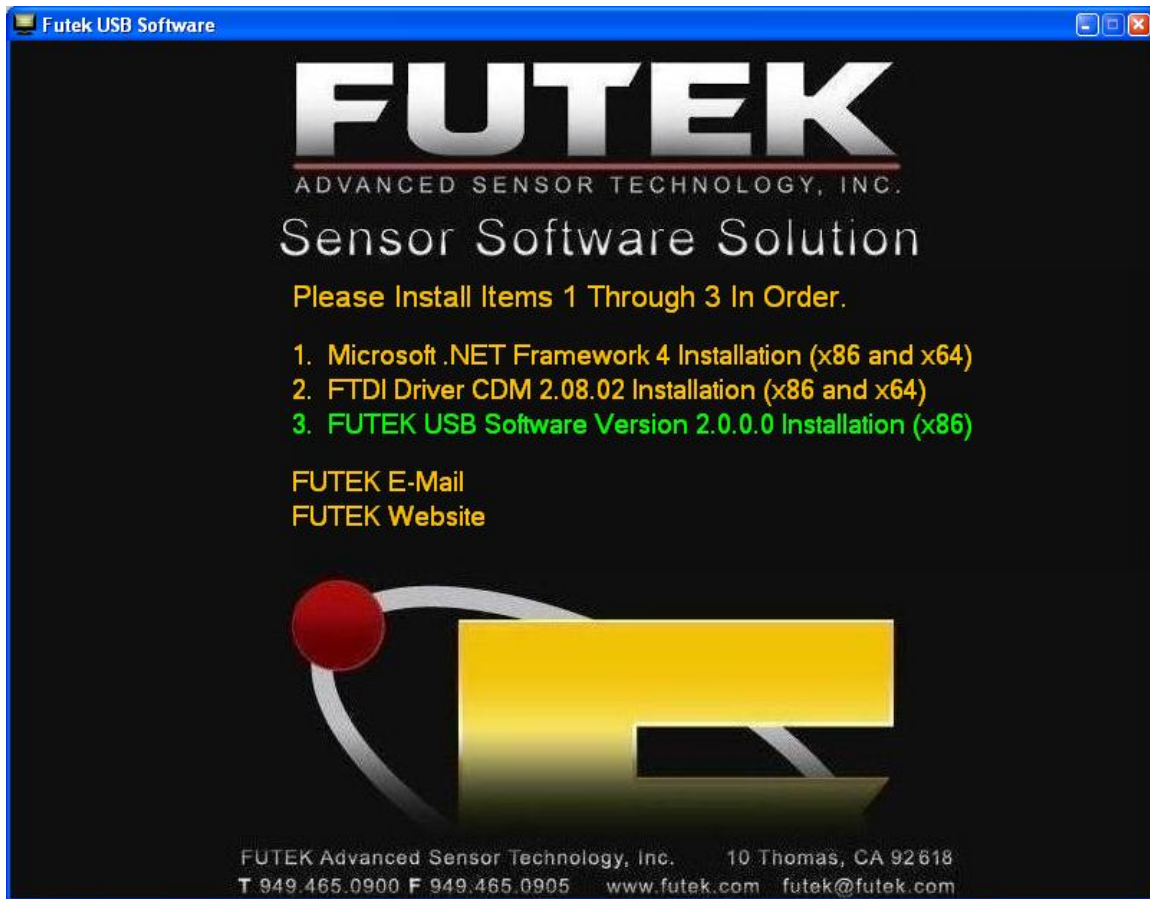 Futek USB Software
FUTEK
ADVANCED SENSOR TECHNOLOGY, INC.
Sensor Software Solution
Please Install Items 1 Through 3 In Order.
1. Microsoft .NET Framework 4 Installation (x86 and x64)
2. FTDI Driver CDM 2.08.02 Installation (x86 and x64)
3. FUTEK USB Software Version 2.0.0.0 Installation (x86)
FUTEK E-Mail
FUTEK Website
FUTEK Advanced Sensor Technology, Inc. 10 Thomas, CA 92618
T 949.465.0900 F 949.465.0905 www.futek.com futek@futek.com